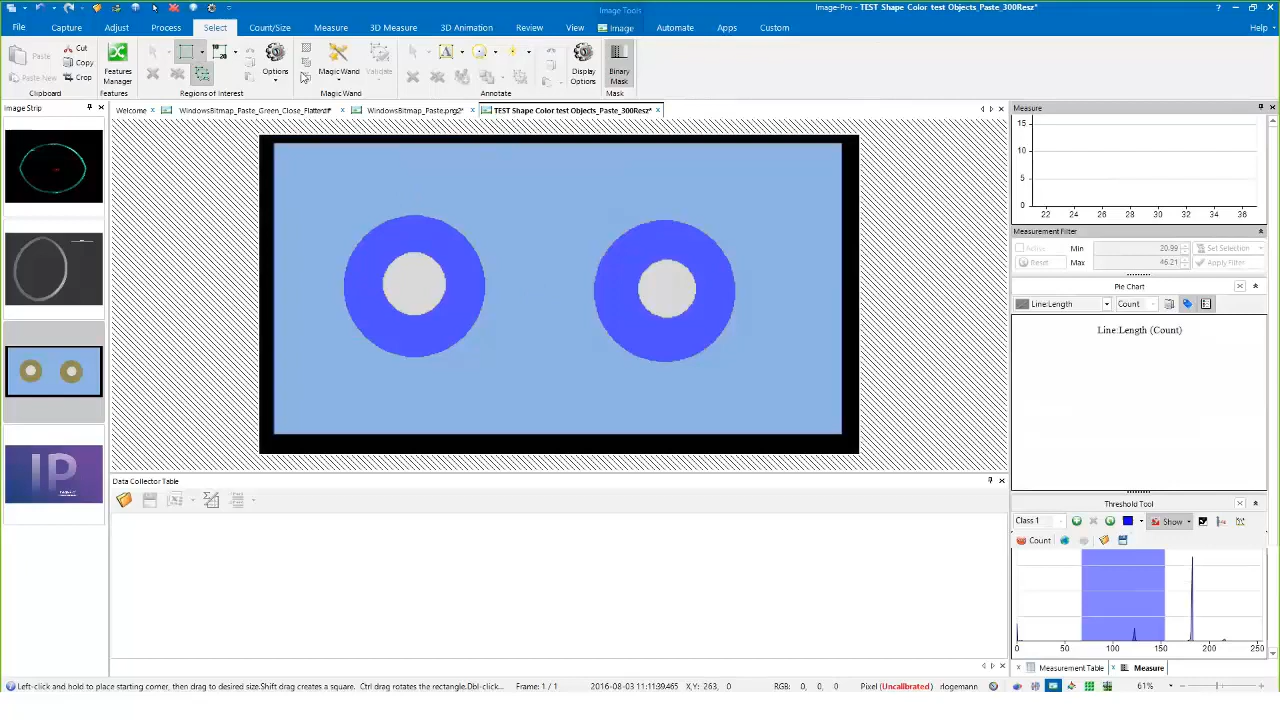 Image Tools
Image-Pro - TEST Shape Color test Objects_Paste_300Resz*
File Capture Adjust Process Select Count/Size Measure 3D Measure 3D Animation Review View Image Automate Apps Custom Help
Paste Cut
Copy
Paste New Crop
Features Manager
Options
Magic Wand
Validate
Display Options
Binary Mask
Clipboard Features Regions of Interest Magic Wand Annotate Mask
Image Strip
Welcome WindowsBitmap_Paste_Green_Close_Flatten#* WindowsBitmap_Paste.png2* TEST Shape Color test Objects_Paste_300Resz*
Measure
15
10
5
0
22 24 26 28 30 32 34 36
Measurement Filter
Active Min 20.99 Set Selection
Reset Max 46.21 Apply Filter
Pie Chart
Line:Length Count
Line:Length (Count)
IP
Data Collector Table
Threshold Tool
Class 1 Show
Count
0 50 100 150 200 250
Measurement Table Measure
Left-click and hold to place starting corner, then drag to desired size.Shift drag creates a square. Ctrl drag rotates the rectangle.Dbl-click... Frame: 1 / 1 2016-08-03 11:11:39.465 X,Y: 263, 0 RGB: 0, 0, 0 Pixel (Uncalibrated) rlogemann 61%